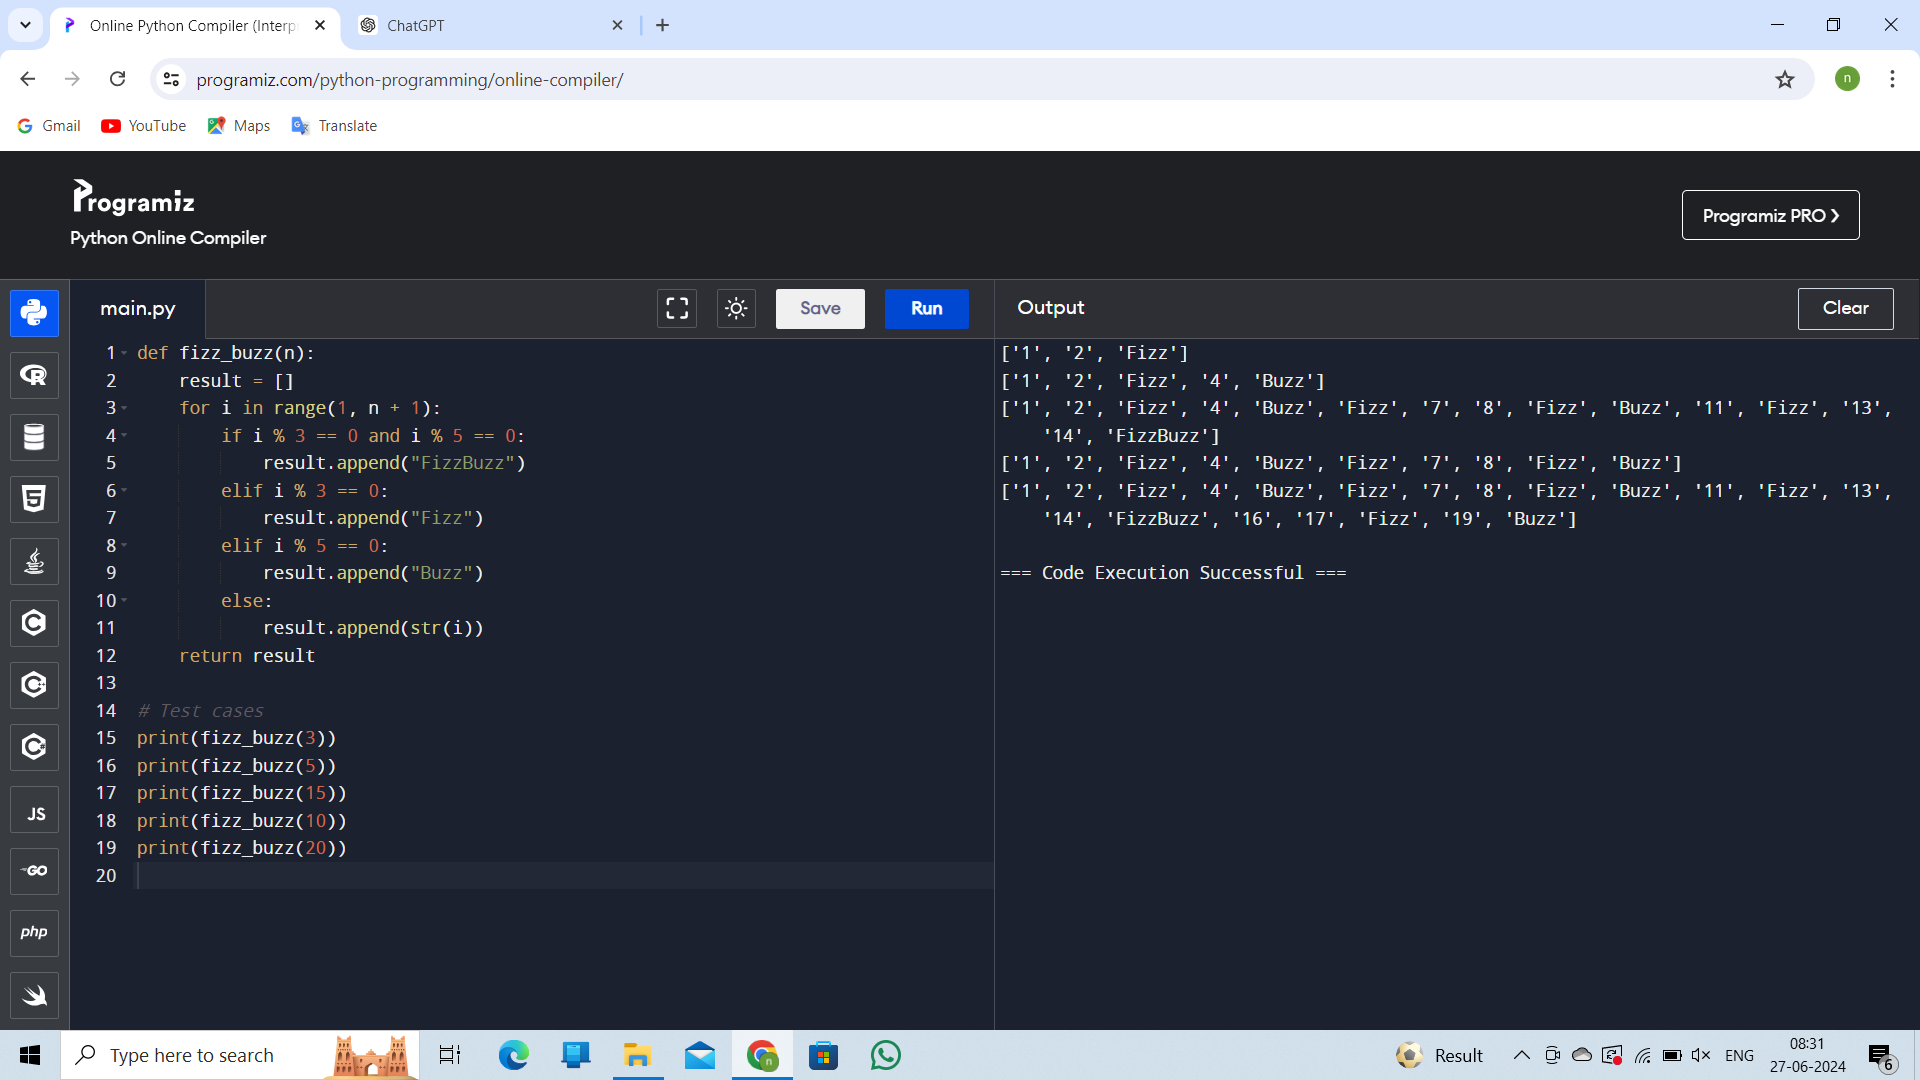 Online Python Compiler (Interp
ChatGPT
programiz.com/python-programming/online-compiler/
n
Gmail
YouTube
Maps
Translate
Programiz
Python Online Compiler
Programiz PRO ❯
main.py
Save
Run
Output
Clear
1 def fizz_buzz(n):
2     result = []
3     for i in range(1, n + 1):
4         if i % 3 == 0 and i % 5 == 0:
5             result.append("FizzBuzz")
6         elif i % 3 == 0:
7             result.append("Fizz")
8         elif i % 5 == 0:
9             result.append("Buzz")
10         else:
11             result.append(str(i))
12     return result
13
14 # Test cases
15 print(fizz_buzz(3))
16 print(fizz_buzz(5))
17 print(fizz_buzz(15))
18 print(fizz_buzz(10))
19 print(fizz_buzz(20))
20
['1', '2', 'Fizz']
['1', '2', 'Fizz', '4', 'Buzz']
['1', '2', 'Fizz', '4', 'Buzz', 'Fizz', '7', '8', 'Fizz', 'Buzz', '11', 'Fizz', '13',
'14', 'FizzBuzz']
['1', '2', 'Fizz', '4', 'Buzz', 'Fizz', '7', '8', 'Fizz', 'Buzz']
['1', '2', 'Fizz', '4', 'Buzz', 'Fizz', '7', '8', 'Fizz', 'Buzz', '11', 'Fizz', '13',
'14', 'FizzBuzz', '16', '17', 'Fizz', '19', 'Buzz']
=== Code Execution Successful ===
R
5
C
C
C
JS
GO
php
Type here to search
n
Result
ENG
08:31
27-06-2024
6